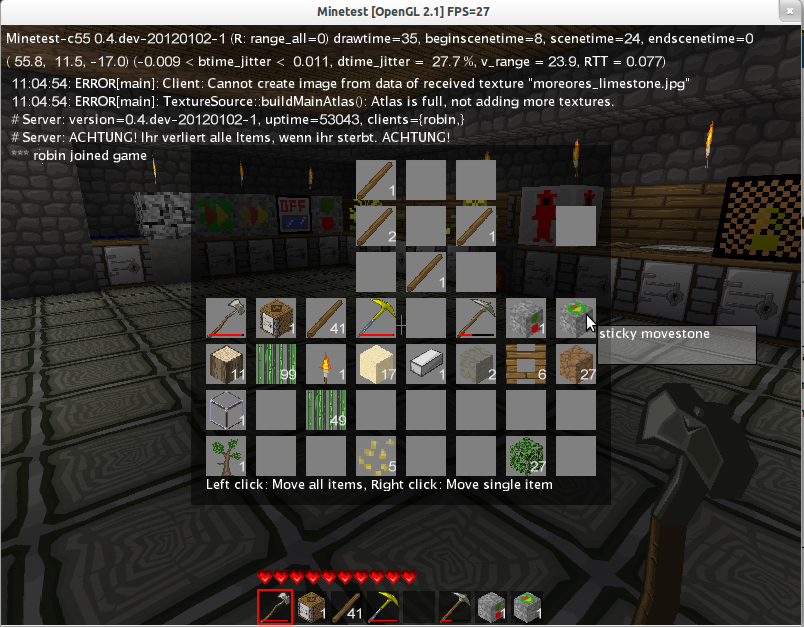 Minetest [OpenGL 2.1] FPS=27
Minetest-c55 0.4.dev-20120102-1 (R: range_all=0) drawtime=35, beginscenetime=8, scenetime=24, endscenetime=0
( 55.8, 11.5, -17.0) (-0.009 < btime_jitter < 0.011, dtime_jitter = 27.7 %, v_range = 23.9, RTT = 0.077)
11:04:54: ERROR[main]: Client: Cannot create image from data of received texture "moreores_limestone.jpg"
11:04:54: ERROR[main]: TextureSource::buildMainAtlas(): Atlas is full, not adding more textures.
# Server: version=0.4.dev-20120102-1, uptime=53043, clients={robin,}
# Server: ACHTUNG! Ihr verliert alle Items, wenn ihr sterbt. ACHTUNG!
*** robin joined game
OFF
1
2 1
1
1 41 1
sticky movestone
11 99 1 17 1 2 6 27
1 49
1 5 27
Left click: Move all items, Right click: Move single item
1 41 1 1